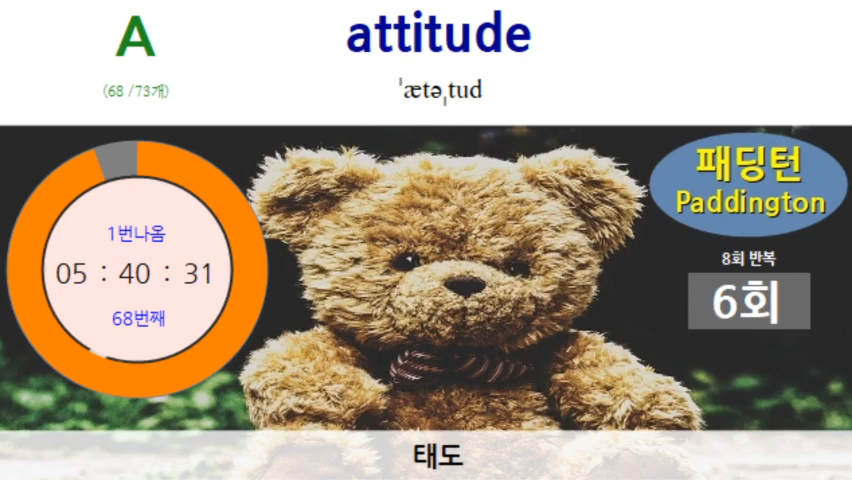 A
(68 /73개)
attitude
ˈætəˌtud
1번나옴
05 : 40 : 31
68번째
패딩턴
Paddington
8회 반복
6회
태도